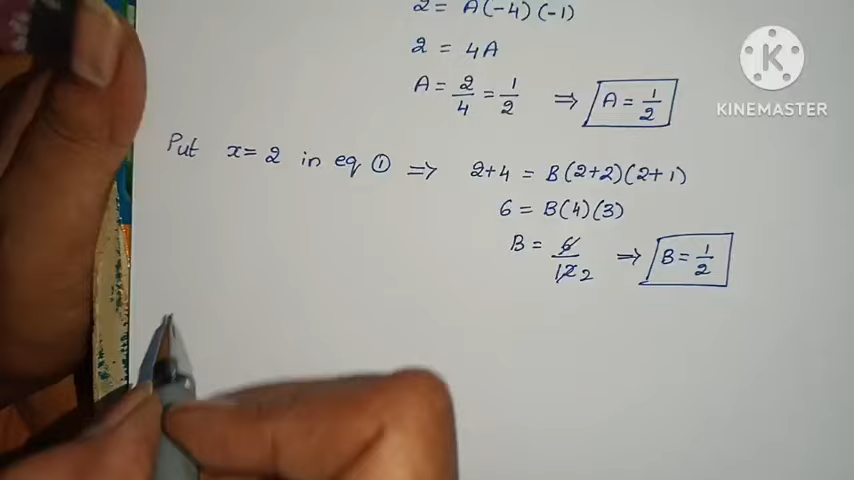 2 = A(-4)(-1)
2 = 4A
A = 2/4 = 1/2 ⇒ A = 1/2
Put x = 2 in eq ① ⇒ 2+4 = B(2+2)(2+1)
6 = B(4)(3)
B = 6/12 2 ⇒ B = 1/2
K
KINEMASTER